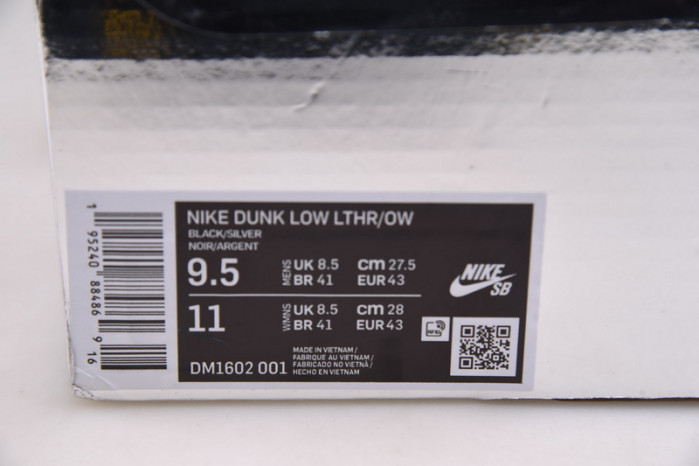 NIKE DUNK LOW LTHR/OW
BLACK/SILVER
NOIR/ARGENT
9.5 MENS UK 8.5 cm 27.5
BR 41 EUR 43
11 WMNS UK 8.5 cm 28
BR 41 EUR 43
NIKE
SB
RFID
DM1602 001
MADE IN VIETNAM /
FABRIQUE AU VIETNAM /
FABRICADO NO VIETNÃ /
HECHO EN VIETNAM
1 95240 88486 9 16